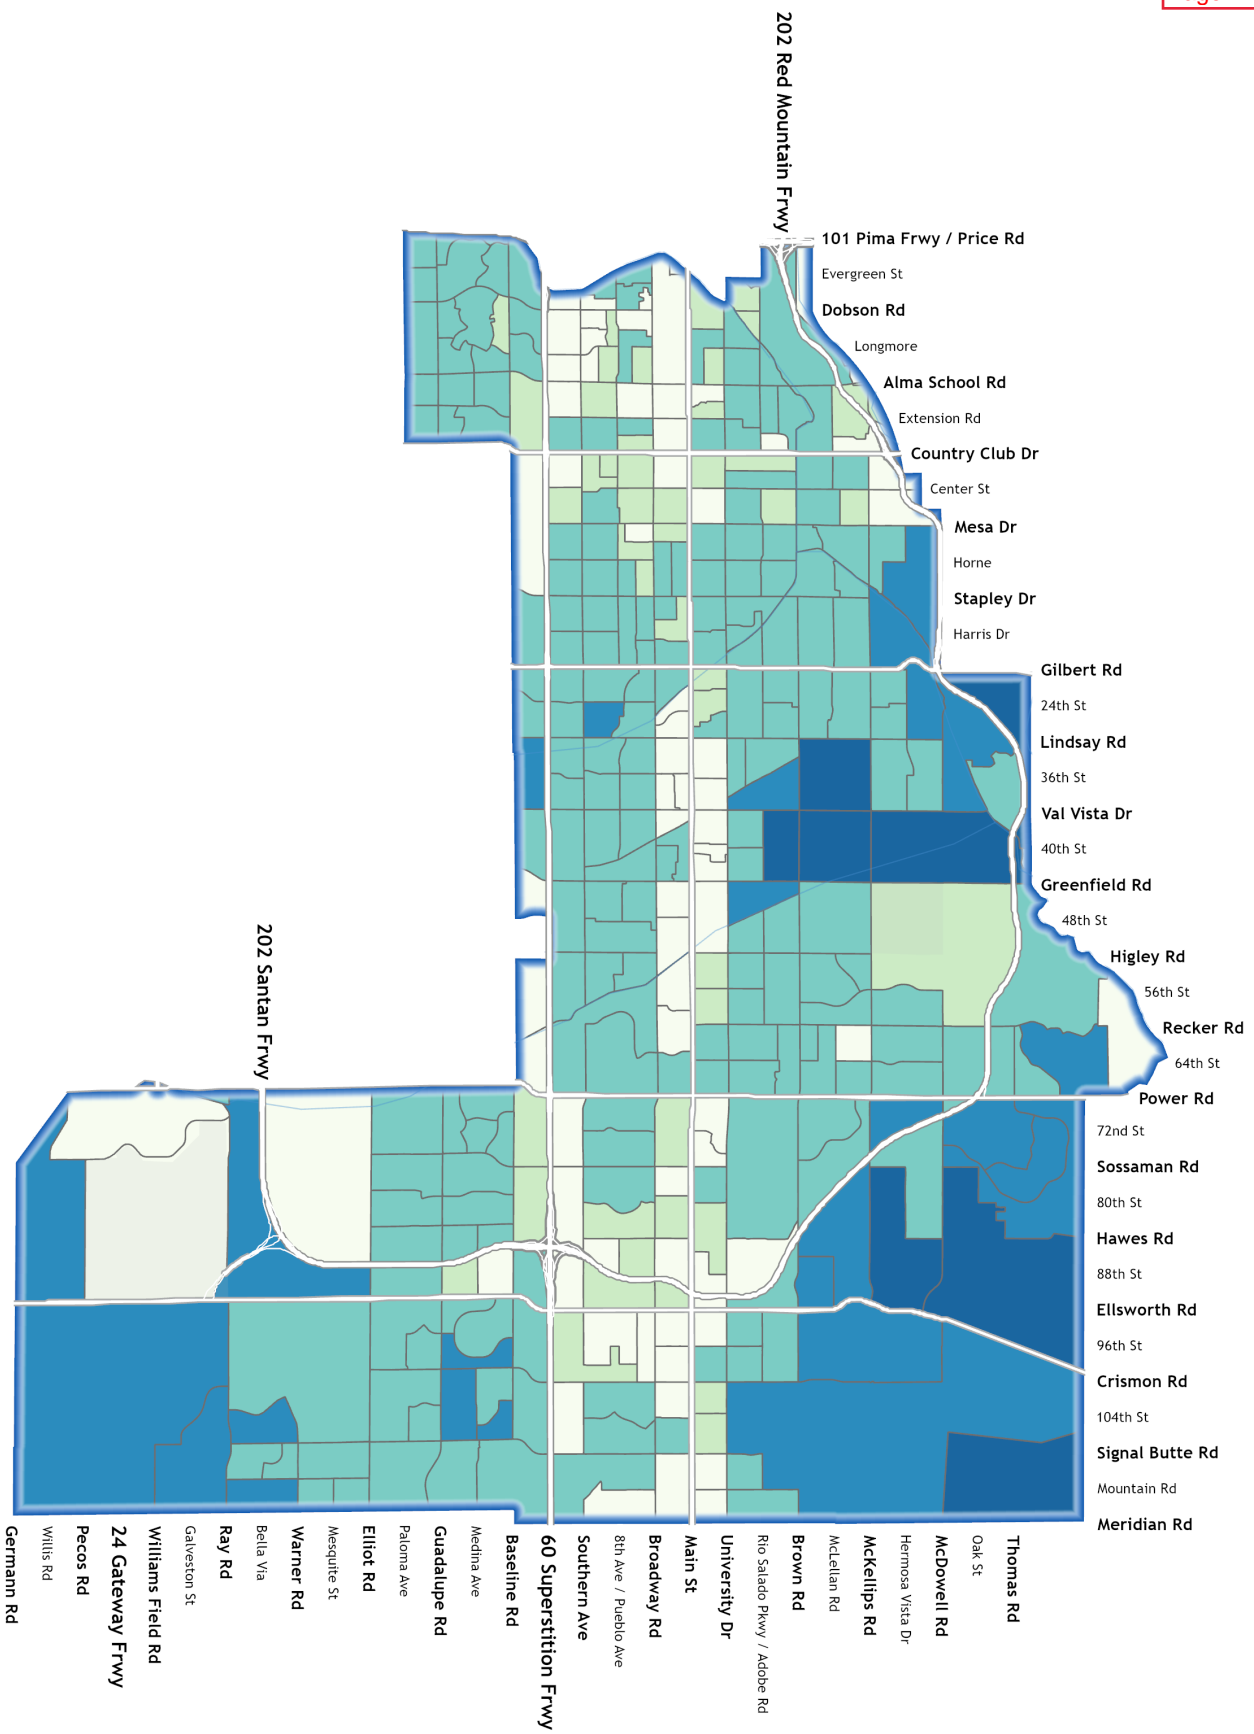 202 Red Mountain Frwy
101 Pima Frwy / Price Rd
Evergreen St
Dobson Rd
Longmore
Alma School Rd
Extension Rd
Country Club Dr
Center St
Mesa Dr
Horne
Stapley Dr
Harris Dr
Gilbert Rd
24th St
Lindsay Rd
36th St
Val Vista Dr
40th St
Greenfield Rd
48th St
202 Santan Frwy
Higley Rd
56th St
Recker Rd
64th St
Power Rd
72nd St
Sossaman Rd
80th St
Hawes Rd
88th St
Ellsworth Rd
96th St
Crismon Rd
104th St
Signal Butte Rd
Mountain Rd
Meridian Rd
Germann Rd
Willis Rd
Pecos Rd
24 Gateway Frwy
Williams Field Rd
Galveston St
Ray Rd
Bella Via
Warner Rd
Mesquite St
Elliot Rd
Paloma Ave
Guadalupe Rd
Medina Ave
Baseline Rd
60 Superstition Frwy
Southern Ave
8th Ave / Pueblo Ave
Broadway Rd
Main St
University Dr
Rio Salado Pkwy / Adobe Rd
Brown Rd
McLellan Rd
McKellips Rd
Hermosa Vista Dr
McDowell Rd
Oak St
Thomas Rd